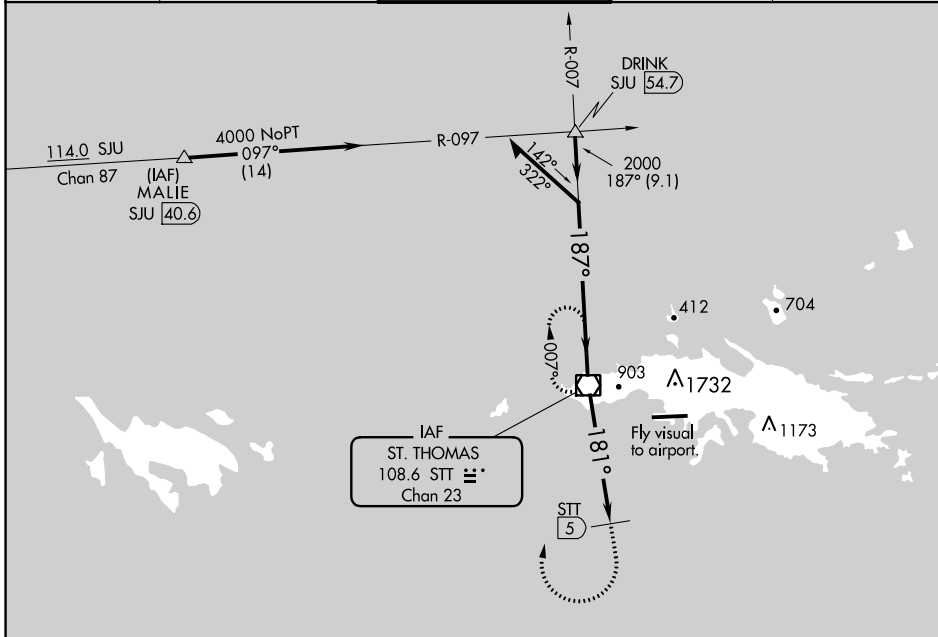 R-007
DRINK
SJU 54.7
114.0 SJU
Chan 87
4000 NoPT
097°
(14)
R-097
(IAF)
MALIE
SJU 40.6
142°
322°
2000
187° (9.1)
187°
412
704
007°
903
1732
1173
Fly visual
to airport.
IAF
ST. THOMAS
108.6 STT
Chan 23
181°
STT
5